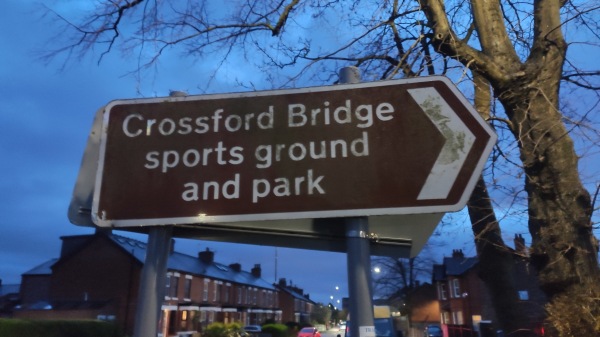 Crossford Bridge
sports ground
and park